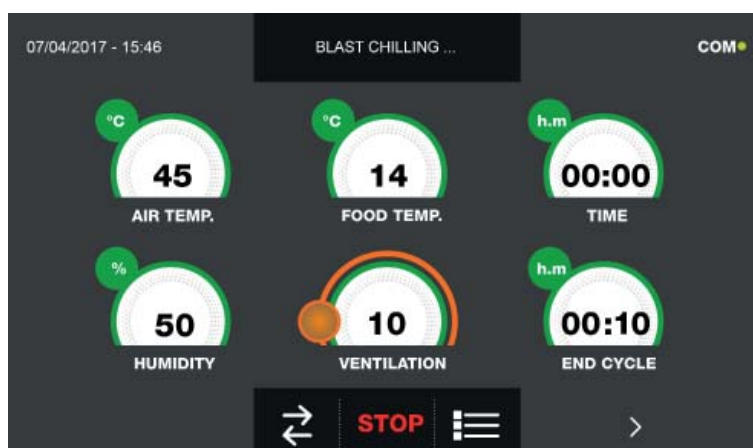 07/04/2017 - 15:46
BLAST CHILLING ...
COM
°C
45
AIR TEMP.
°C
14
FOOD TEMP.
h.m
00:00
TIME
%
50
HUMIDITY
10
VENTILATION
h.m
00:10
END CYCLE
STOP